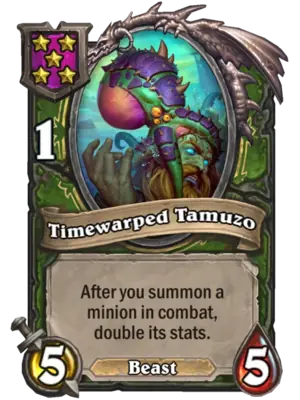 1
Timewarped Tamuzo
After you summon a
minion in combat,
double its stats.
Beast
5 5